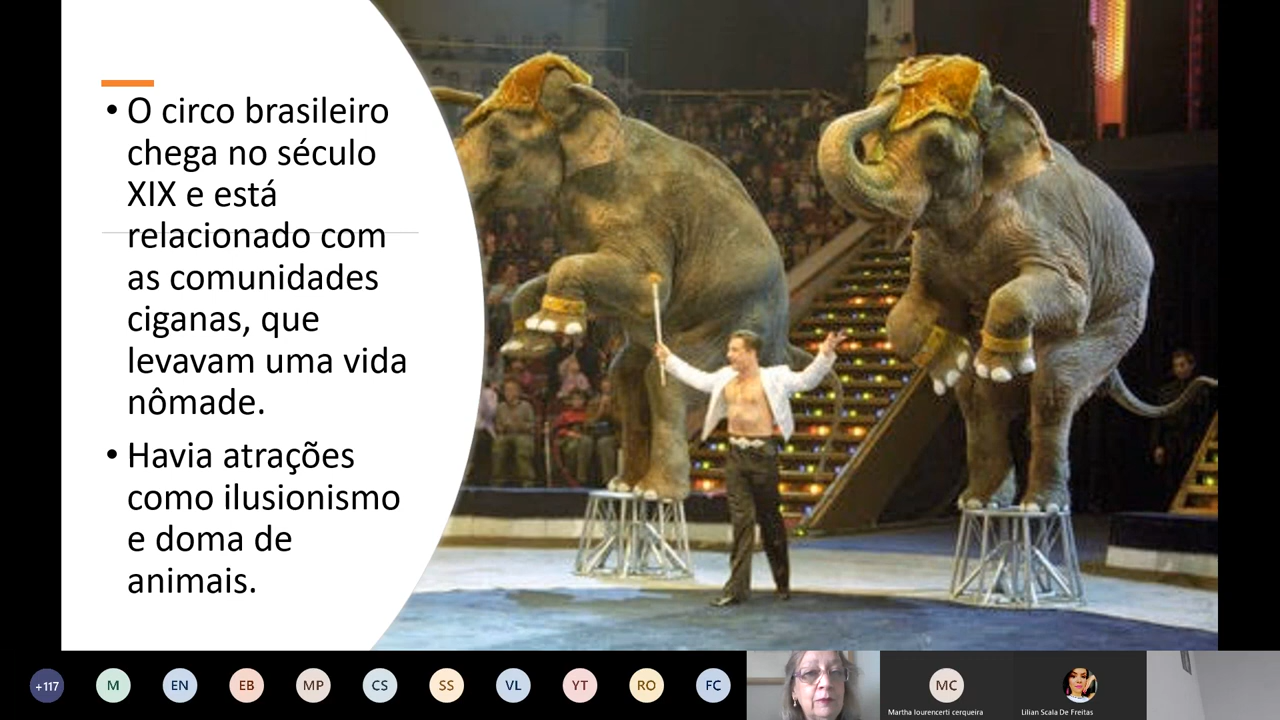 • O circo brasileiro
chega no século
XIX e está
relacionado com
as comunidades
ciganas, que
levavam uma vida
nômade.
• Havia atrações
como ilusionismo
e doma de
animais.
+117 M EN EB MP CS SS VL YT RO FC MC
Martha lourencerti cerqueira
Lilian Scala De Freitas